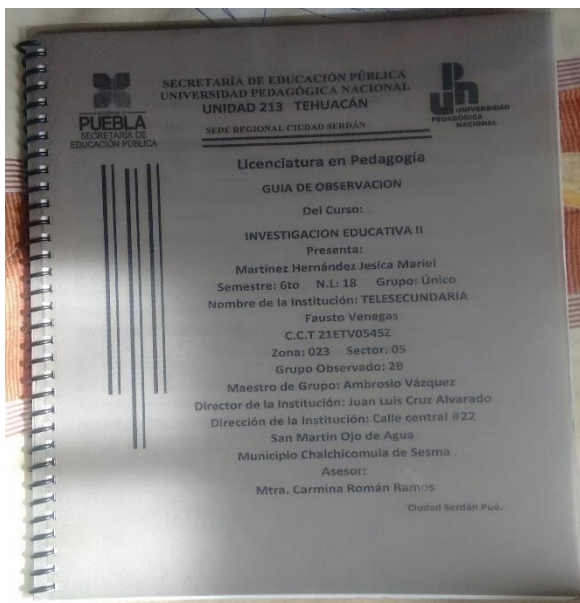 SECRETARÍA DE EDUCACIÓN PÚBLICA
UNIVERSIDAD PEDAGÓGICA NACIONAL
UNIDAD 213 TEHUACÁN
SEDE REGIONAL CIUDAD SERDÁN
PUEBLA
SECRETARÍA DE
EDUCACIÓN PÚBLICA
UNIVERSIDAD
PEDAGÓGICA
NACIONAL
Licenciatura en Pedagogía
GUIA DE OBSERVACION
Del Curso:
INVESTIGACION EDUCATIVA II
Presenta:
Martínez Hernández Jesica Mariel
Semestre: 6to N.L: 18 Grupo: Único
Nombre de la Institución: TELESECUNDARIA
Fausto Venegas
C.C.T 21ETV0545Z
Zona: 023 Sector: 05
Grupo Observado: 2B
Maestro de Grupo: Ambrosio Vázquez
Director de la Institución: Juan Luis Cruz Alvarado
Dirección de la Institución: Calle central #22
San Martin Ojo de Agua
Municipio Chalchicomula de Sesma
Asesor:
Mtra. Carmina Román Ramos
Ciudad Serdán Pué.